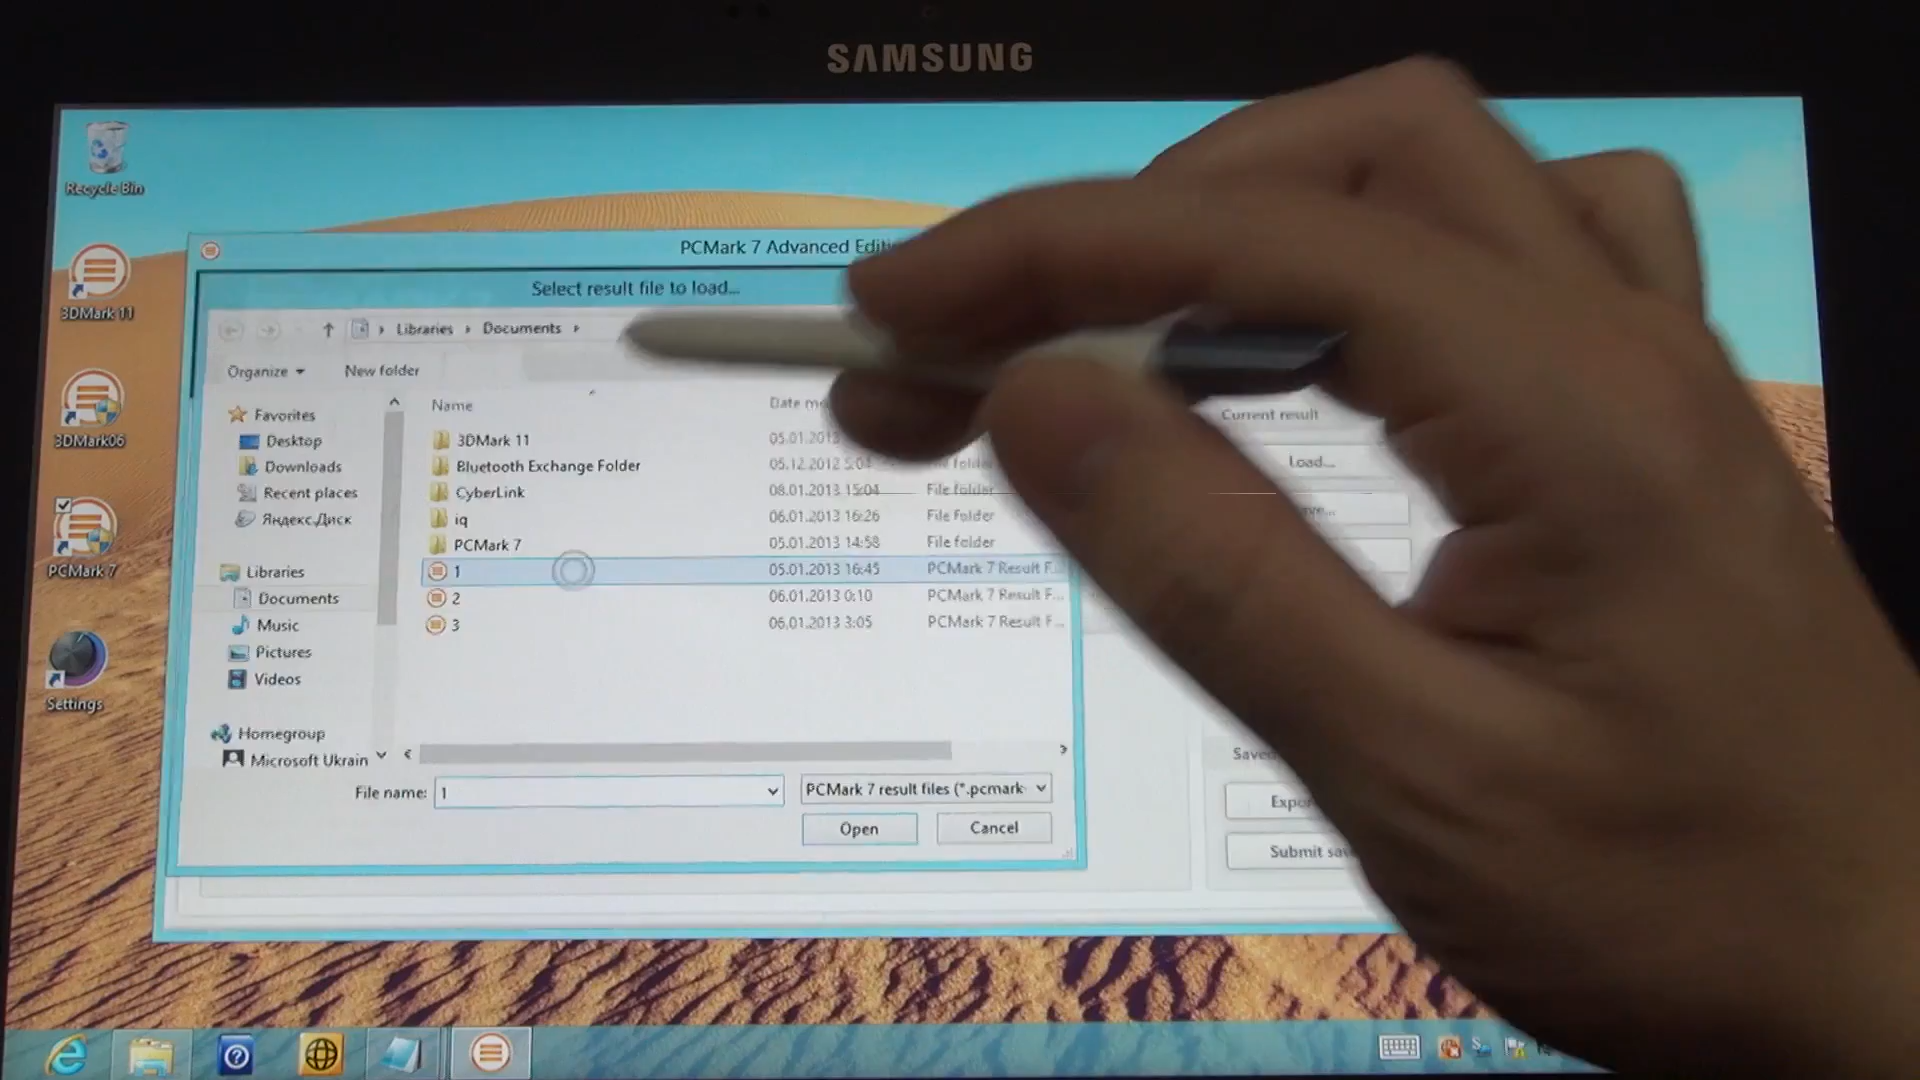 SAMSUNG
Recycle Bin
3DMark 11
3DMark06
PCMark 7
Settings
PCMark 7 Advanced
Select result file to load...
Libraries Documents
Organize New folder
Favorites
Desktop
Downloads
Recent places
Яндекс.Диск
Libraries
Documents
Music
Pictures
Videos
Homegroup
Microsoft Ukrain
Name Date
3DMark 11 05.01.2013
Bluetooth Exchange Folder 05.12.2012 5:04 File folder
CyberLink 08.01.2013 15:04 File folder
iq 06.01.2013 16:26 File folder
PCMark 7 05.01.2013 14:58 File folder
1 05.01.2013 16:45 PCMark 7 Result F...
2 06.01.2013 0:10 PCMark 7 Result F...
3 06.01.2013 3:05 PCMark 7 Result F...
File name: 1 PCMark 7 result files (*.pcmark-
Open Cancel
Current result
Load...
Submit